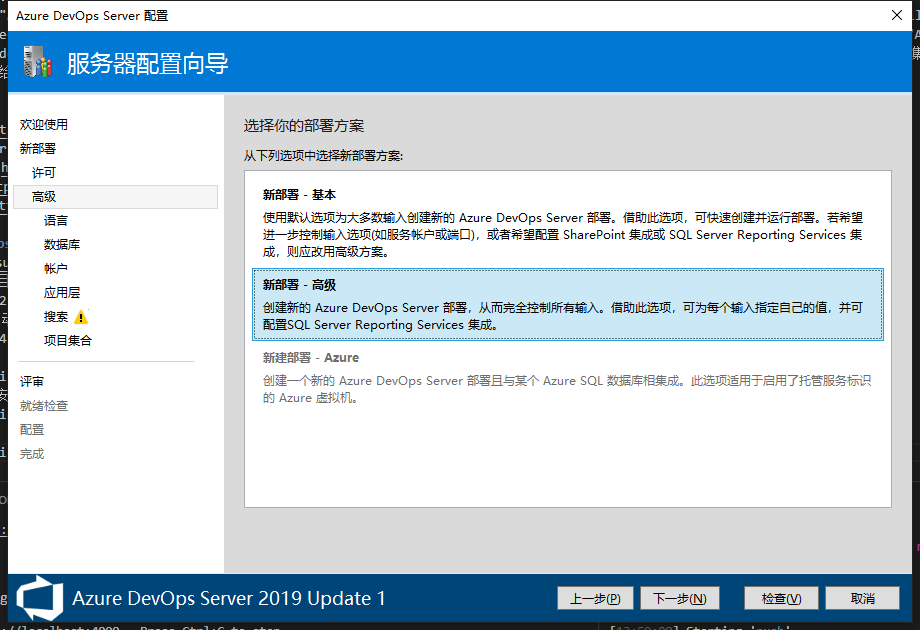 Azure DevOps Server 配置
服务器配置向导
欢迎使用
新部署
许可
高级
语言
数据库
帐户
应用层
搜索
项目集合
评审
就绪检查
配置
完成
选择你的部署方案
从下列选项中选择新部署方案:
新部署 - 基本
使用默认选项为大多数输入创建新的 Azure DevOps Server 部署。借助此选项，可快速创建并运行部署。若希望
进一步控制输入选项(如服务帐户或端口)，或者希望配置 SharePoint 集成或 SQL Server Reporting Services 集
成，则应改用高级方案。
新部署 - 高级
创建新的 Azure DevOps Server 部署，从而完全控制所有输入。借助此选项，可为每个输入指定自己的值，并可
配置SQL Server Reporting Services 集成。
新建部署 - Azure
创建一个新的 Azure DevOps Server 部署且与某个 Azure SQL 数据库相集成。此选项适用于启用了托管服务标识
的 Azure 虚拟机。
Azure DevOps Server 2019 Update 1
上一步(P)
下一步(N)
检查(V)
取消